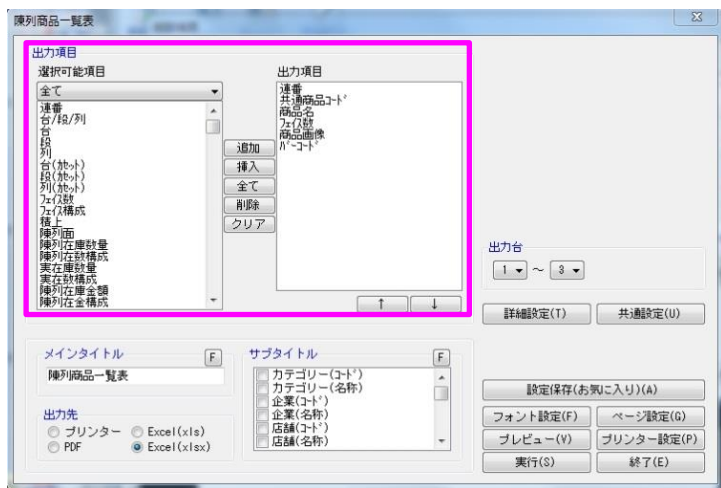 陳列商品一覧表
出力項目
選択可能項目
全て
連番
台/段/列
台
段
列
台(ｶｾｯﾄ)
段(ｶｾｯﾄ)
列(ｶｾｯﾄ)
ﾌｪｲｽ数
ﾌｪｲｽ構成
積上
陳列面
陳列在庫数量
陳列在数構成
実在庫数量
実在数構成
陳列在庫金額
陳列在金構成
追加
挿入
全て
削除
クリア
出力項目
連番
共通商品ｺｰﾄﾞ
商品名
ﾌｪｲｽ数
商品画像
ﾊﾞｰｺｰﾄﾞ
↑ ↓
出力台
1 ～ 3
詳細設定(T) 共通設定(U)
メインタイトル F
陳列商品一覧表
出力先
プリンター Excel(xls)
PDF Excel(xlsx)
サブタイトル F
カテゴリー(ｺｰﾄﾞ)
カテゴリー(名称)
企業(ｺｰﾄﾞ)
企業(名称)
店舗(ｺｰﾄﾞ)
店舗(名称)
設定保存(お気に入り)(A)
フォント設定(F) ページ設定(G)
プレビュー(V) プリンター設定(P)
実行(S) 終了(E)